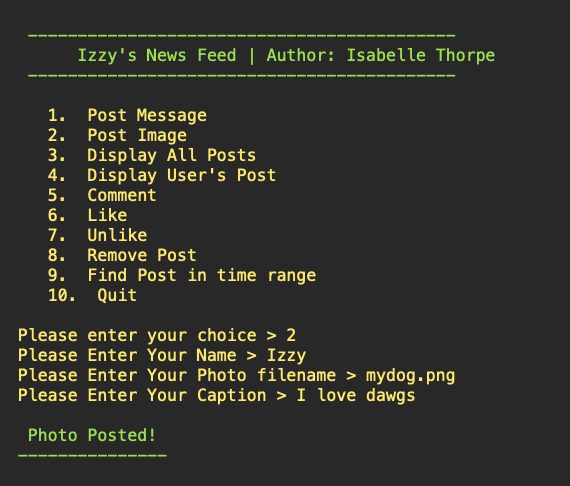 -------------------------------------------
Izzy's News Feed | Author: Isabelle Thorpe
-------------------------------------------
1. Post Message
2. Post Image
3. Display All Posts
4. Display User's Post
5. Comment
6. Like
7. Unlike
8. Remove Post
9. Find Post in time range
10. Quit
Please enter your choice > 2
Please Enter Your Name > Izzy
Please Enter Your Photo filename > mydog.png
Please Enter Your Caption > I love dawgs
Photo Posted!
---------------